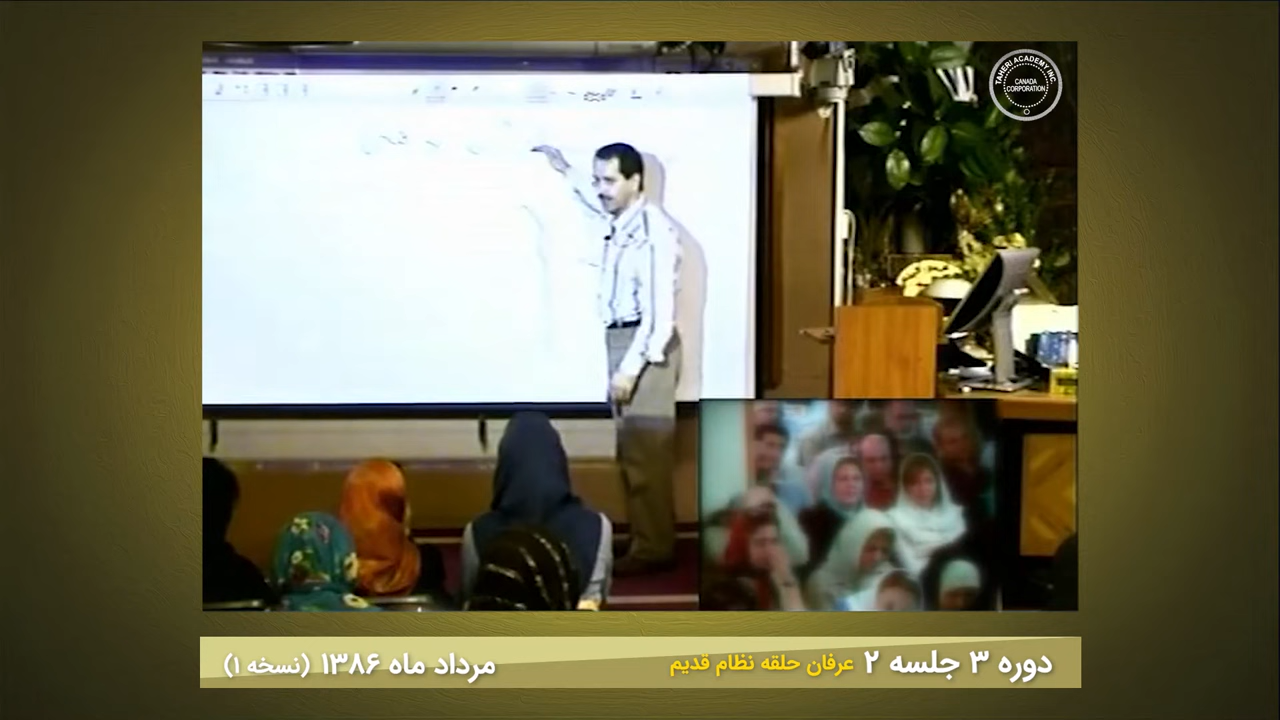 TAHERI ACADEMY INC.
CANADA
CORPORATION
دوره ۳ جلسه ۲ عرفان حلقه نظام قدیم
مرداد ماه ۱۳۸۶ (نسخه ۱)